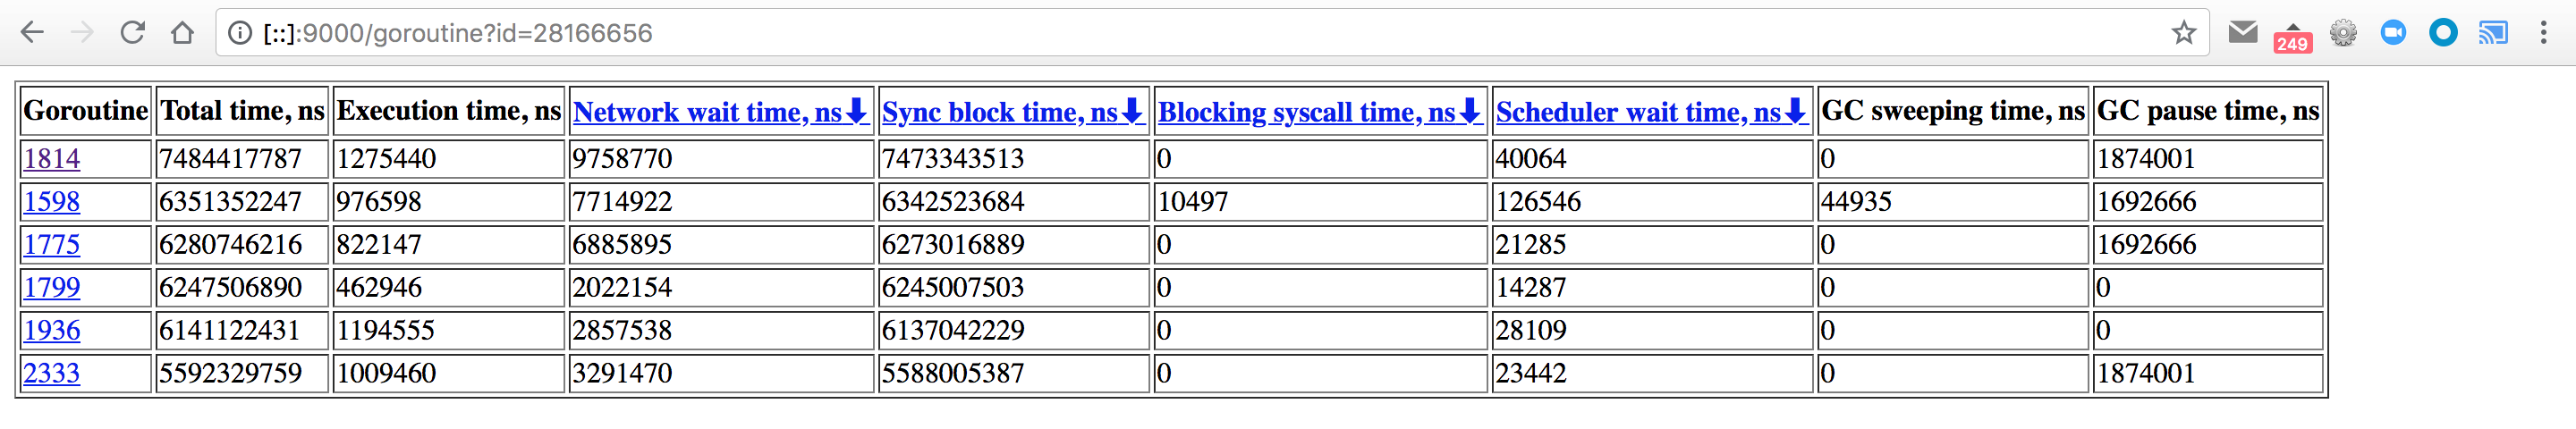 [::]:9000/goroutine?id=28166656
249
Goroutine Total time, ns Execution time, ns Network wait time, ns⬇ Sync block time, ns⬇ Blocking syscall time, ns⬇ Scheduler wait time, ns⬇ GC sweeping time, ns GC pause time, ns
1814 7484417787 1275440 9758770 7473343513 0 40064 0 1874001
1598 6351352247 976598 7714922 6342523684 10497 126546 44935 1692666
1775 6280746216 822147 6885895 6273016889 0 21285 0 1692666
1799 6247506890 462946 2022154 6245007503 0 14287 0 0
1936 6141122431 1194555 2857538 6137042229 0 28109 0 0
2333 5592329759 1009460 3291470 5588005387 0 23442 0 1874001